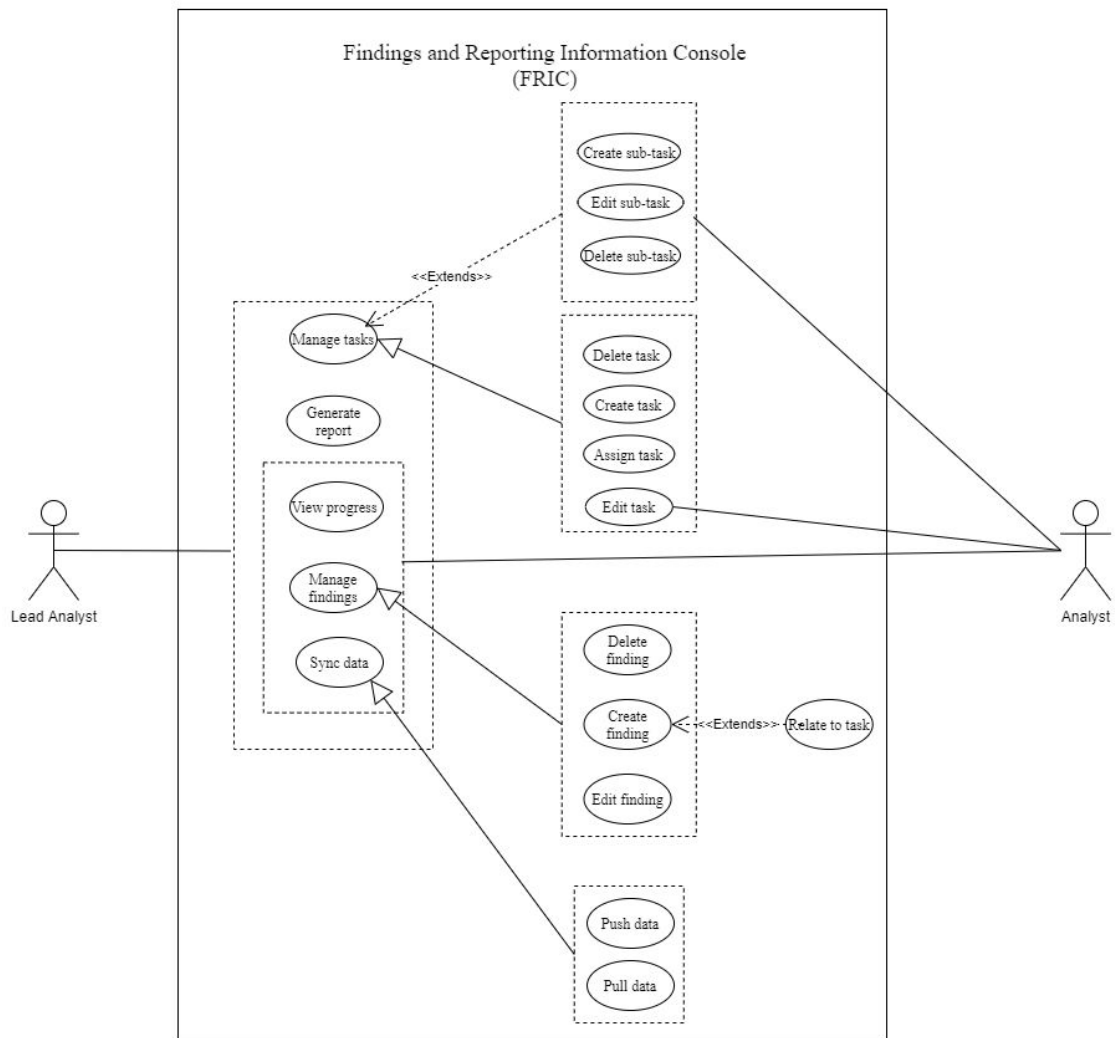 Findings and Reporting Information Console
(FRIC)
Create sub-task
Edit sub-task
Delete sub-task
<<Extends>>
Manage tasks
Delete task
Create task
Generate
report
Assign task
View progress
Edit task
Manage
findings
Lead Analyst
Analyst
Delete
finding
Sync data
Create
finding
<<Extends>>
Relate to task
Edit finding
Push data
Pull data